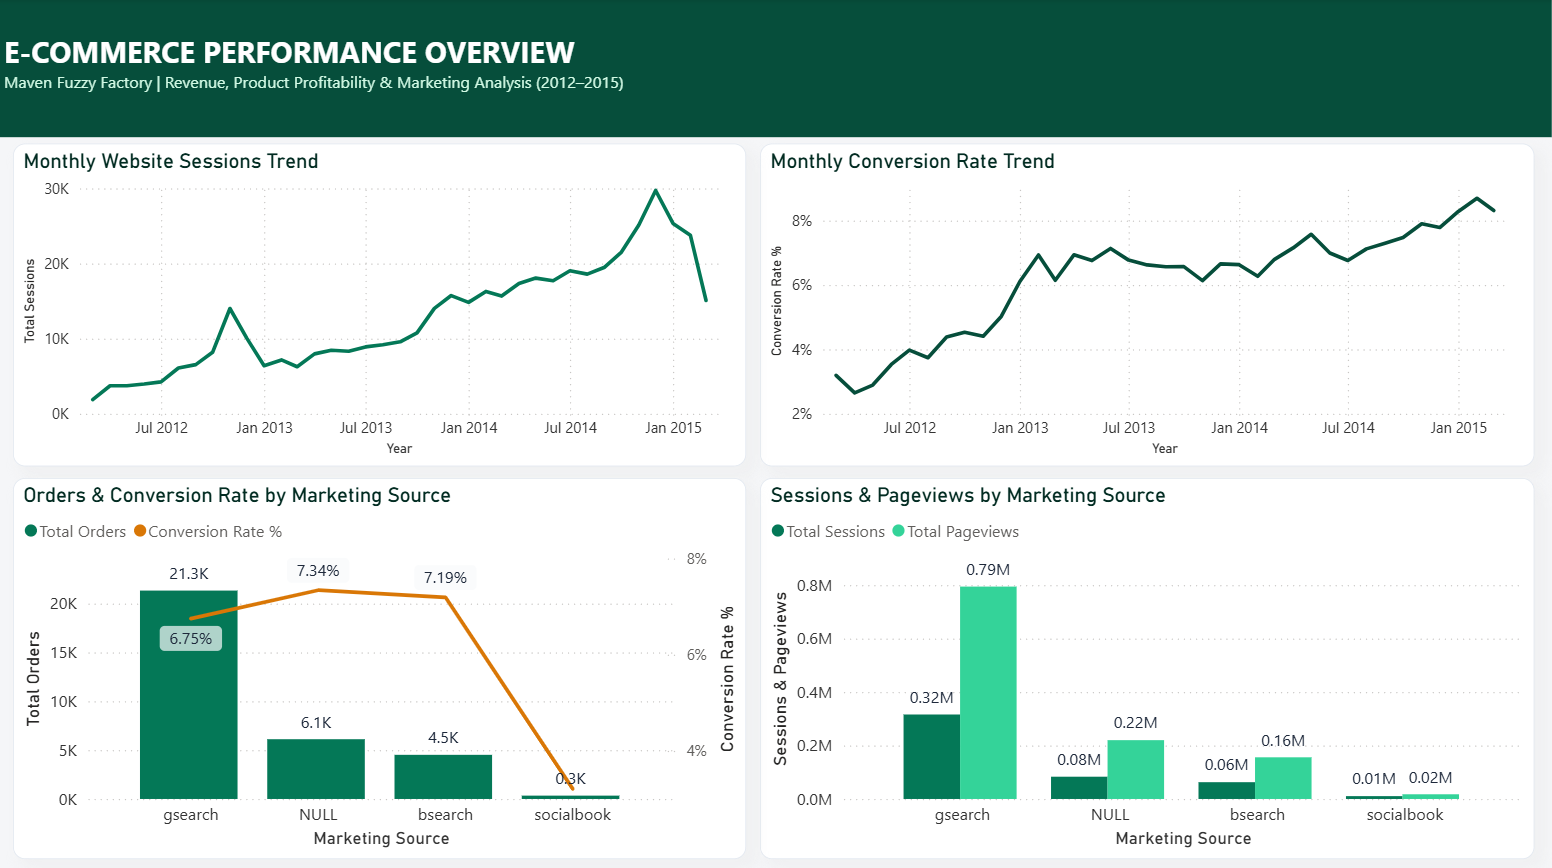 E-COMMERCE PERFORMANCE OVERVIEW
Maven Fuzzy Factory | Revenue, Product Profitability & Marketing Analysis (2012–2015)
Monthly Website Sessions Trend
Total Sessions
30K
20K
10K
0K
Jul 2012 Jan 2013 Jul 2013 Jan 2014 Jul 2014 Jan 2015
Year
Monthly Conversion Rate Trend
Conversion Rate %
8%
6%
4%
2%
Jul 2012 Jan 2013 Jul 2013 Jan 2014 Jul 2014 Jan 2015
Year
Orders & Conversion Rate by Marketing Source
Total Orders Conversion Rate %
Total Orders
20K
15K
10K
5K
0K
21.3K
6.1K
4.5K
0.3K
6.75%
7.34%
7.19%
8%
6%
4%
Conversion Rate %
gsearch NULL bsearch socialbook
Marketing Source
Sessions & Pageviews by Marketing Source
Total Sessions Total Pageviews
Sessions & Pageviews
0.8M
0.6M
0.4M
0.2M
0.0M
0.32M 0.79M
0.08M 0.22M
0.06M 0.16M
0.01M 0.02M
gsearch NULL bsearch socialbook
Marketing Source